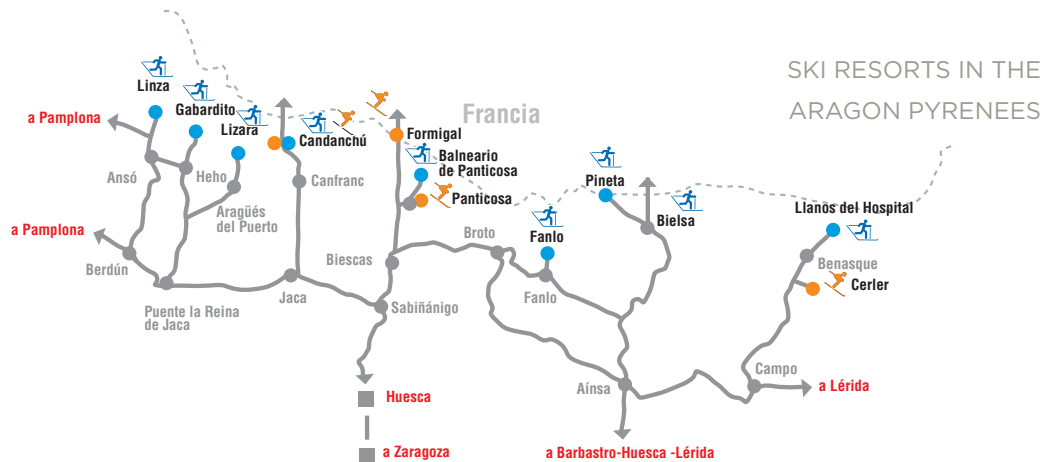 SKI RESORTS IN THE
ARAGON PYRENEES
Linza
Gabardito
a Pamplona
Lizara
Candanchú
Formigal
Francia
Balneario
de Panticosa
Ansó
Heho
Canfranc
Panticosa
Pineta
Aragüés
del Puerto
Bielsa
Llanos del Hospital
a Pamplona
Broto
Fanlo
Berdún
Biescas
Benasque
Cerler
Fanlo
Puente la Reina
de Jaca
Jaca
Sabiñánigo
Campo
Aínsa
a Lérida
Huesca
a Zaragoza
a Barbastro-Huesca -Lérida